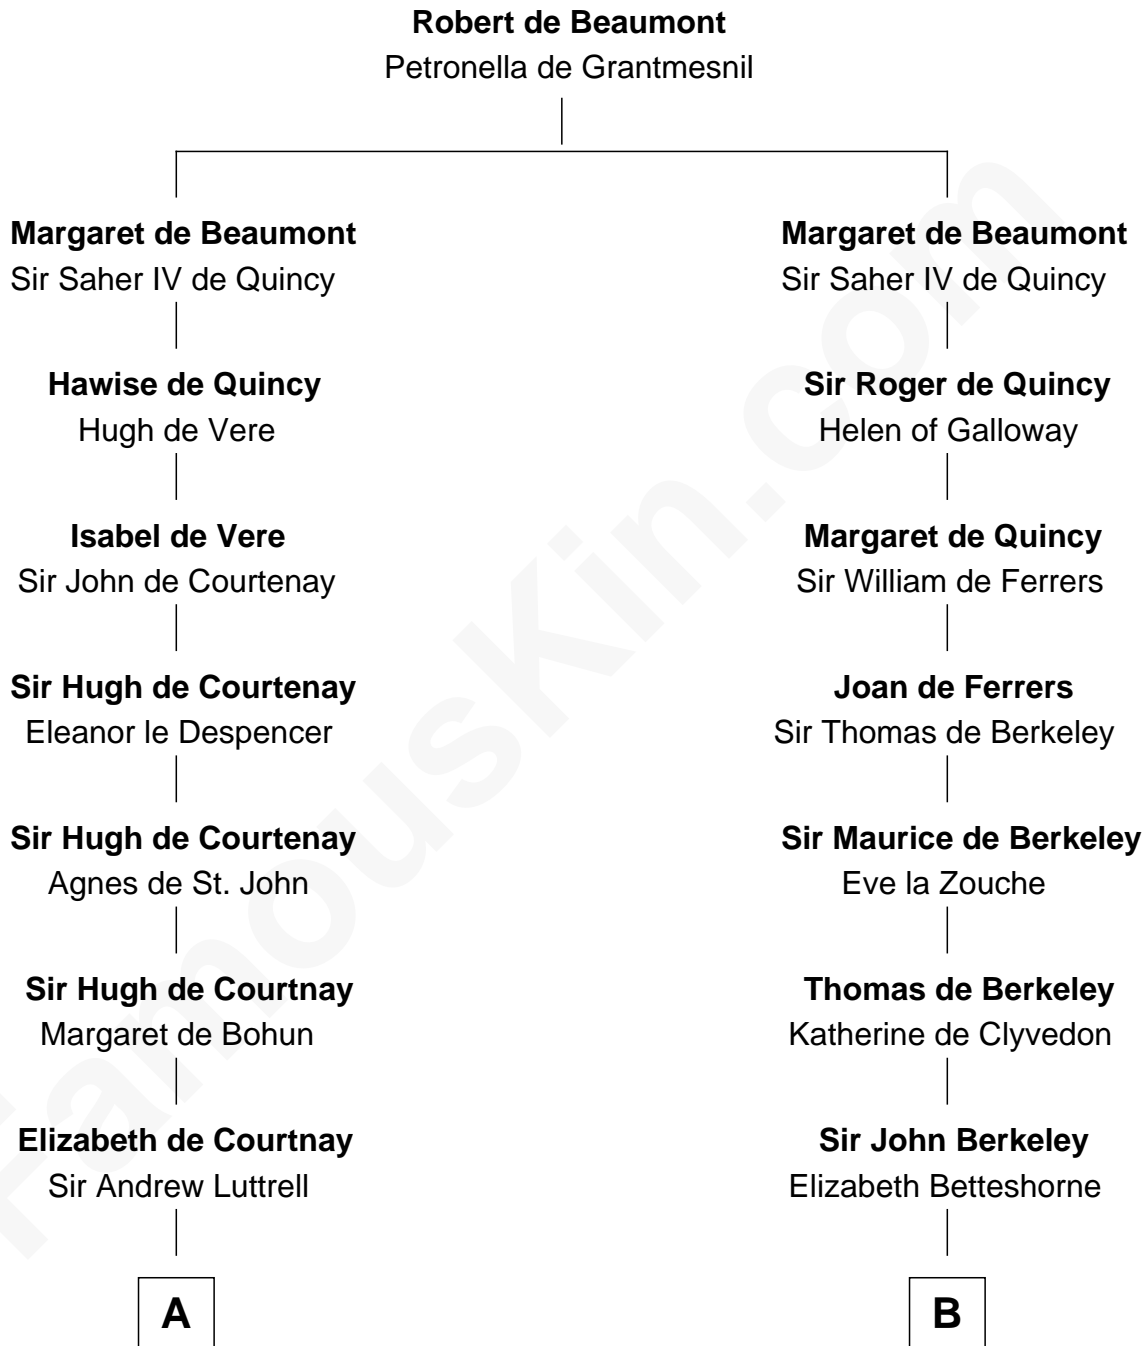 Robert de Beaumont
Petronella de Grantmesnil
Margaret de Beaumont
Sir Saher IV de Quincy
Hawise de Quincy
Hugh de Vere
Isabel de Vere
Sir John de Courtenay
Sir Hugh de Courtenay
Eleanor le Despencer
Sir Hugh de Courtenay
Agnes de St. John
Sir Hugh de Courtnay
Margaret de Bohun
Elizabeth de Courtnay
Sir Andrew Luttrell
A
Margaret de Beaumont
Sir Saher IV de Quincy
Sir Roger de Quincy
Helen of Galloway
Margaret de Quincy
Sir William de Ferrers
Joan de Ferrers
Sir Thomas de Berkeley
Sir Maurice de Berkeley
Eve la Zouche
Thomas de Berkeley
Katherine de Clyvedon
Sir John Berkeley
Elizabeth Betteshorne
B
FamousKin.com